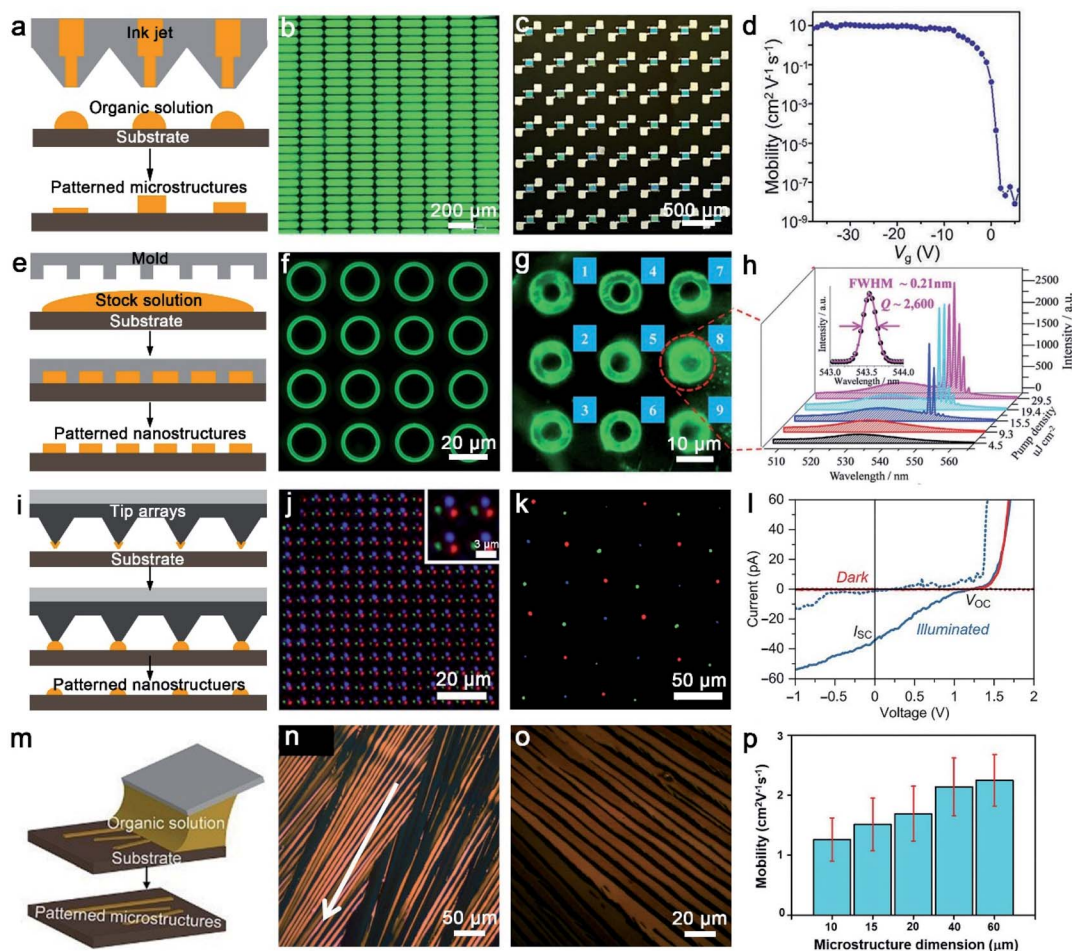 a
Ink jet
Organic solution
Substrate
Patterned microstructures
b
200 µm
c
500 µm
d
Mobility (cm² V⁻¹ s⁻¹)
10
10⁻¹
10⁻³
10⁻⁵
10⁻⁷
10⁻⁹
-30 -20 -10 0
Vg (V)
e
Mold
Stock solution
Substrate
Patterned nanostructures
f
20 µm
g
1 4 7
2 5 8
3 6 9
10 µm
h
FWHM ~ 0.21nm
Q ~ 2,600
Intensity / a.u.
543.0 543.5 544.0
Wavelength / nm
2500
2000
1500
1000
500
0
Intensity / a.u.
29.5
19.4
15.5
9.3
4.5
Pump density
uJ cm⁻²
510 520 530 540 550 560
Wavelength / nm
i
Tip arrays
Substrate
Patterned nanostructuers
j
3 µm
20 µm
k
50 µm
l
Current (pA)
60
40
20
0
−20
−40
−60
Dark
VOC
ISC
Illuminated
−1 −0.5 0 0.5 1 1.5 2
Voltage (V)
m
Organic solution
Substrate
Patterned microstructures
n
50 µm
o
20 µm
p
Mobility (cm²V⁻¹s⁻¹)
3
2
1
0
10 15 20 40 60
Microstructure dimension (µm)